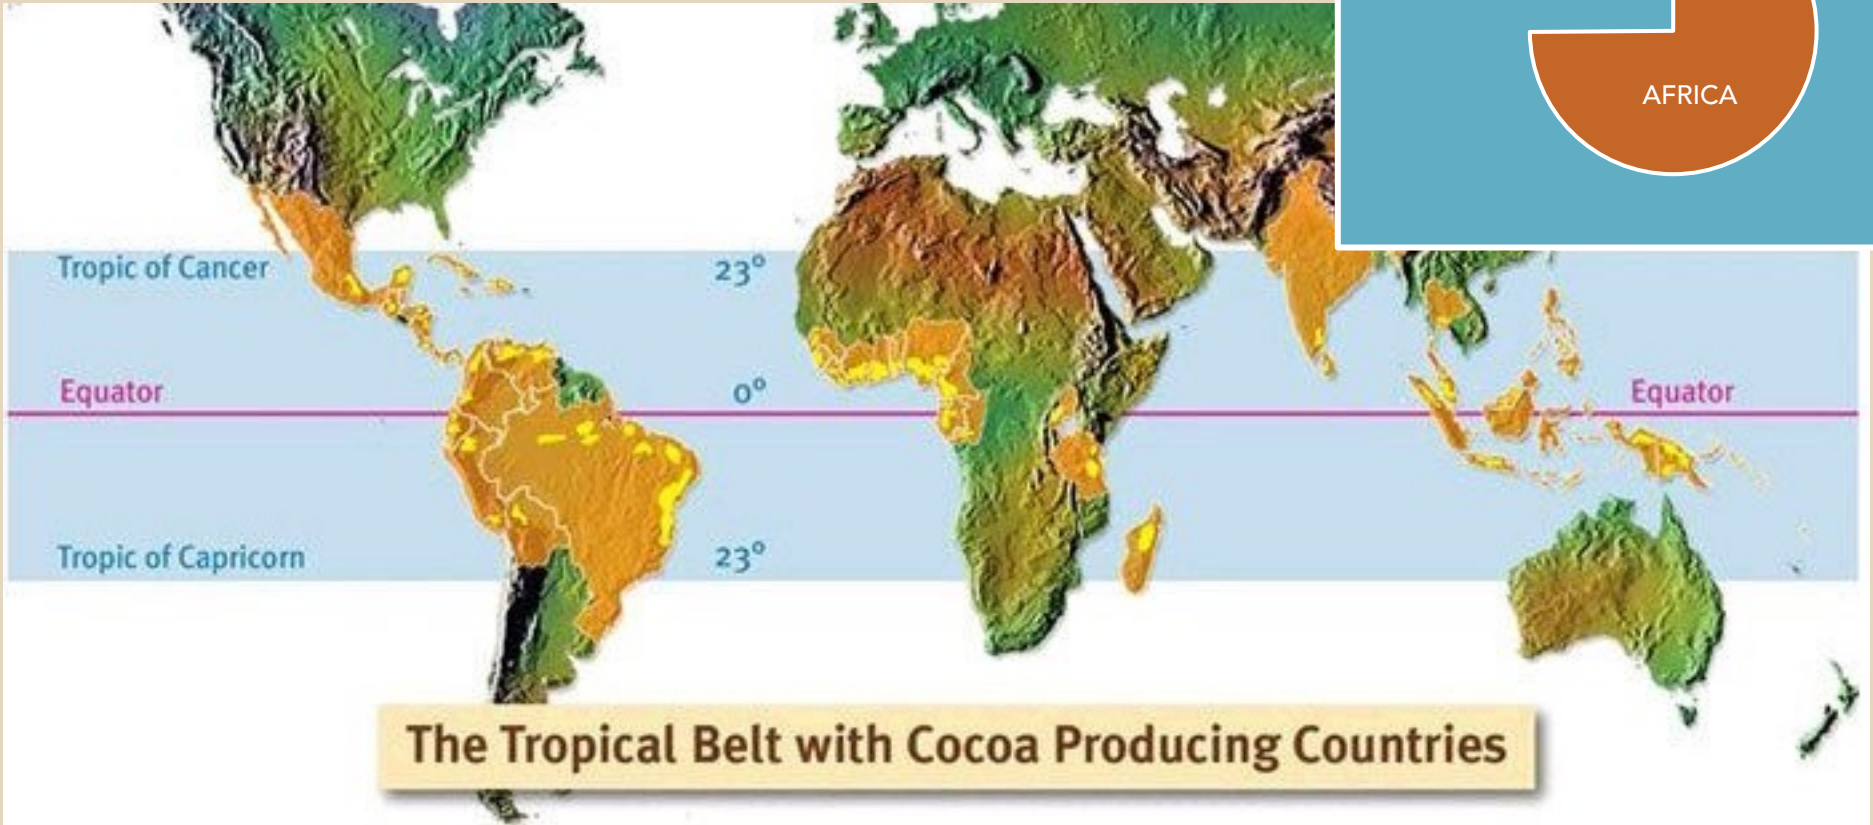 AFRICA
Tropic of Cancer 23°
Equator 0° Equator
Tropic of Capricorn 23°
The Tropical Belt with Cocoa Producing Countries